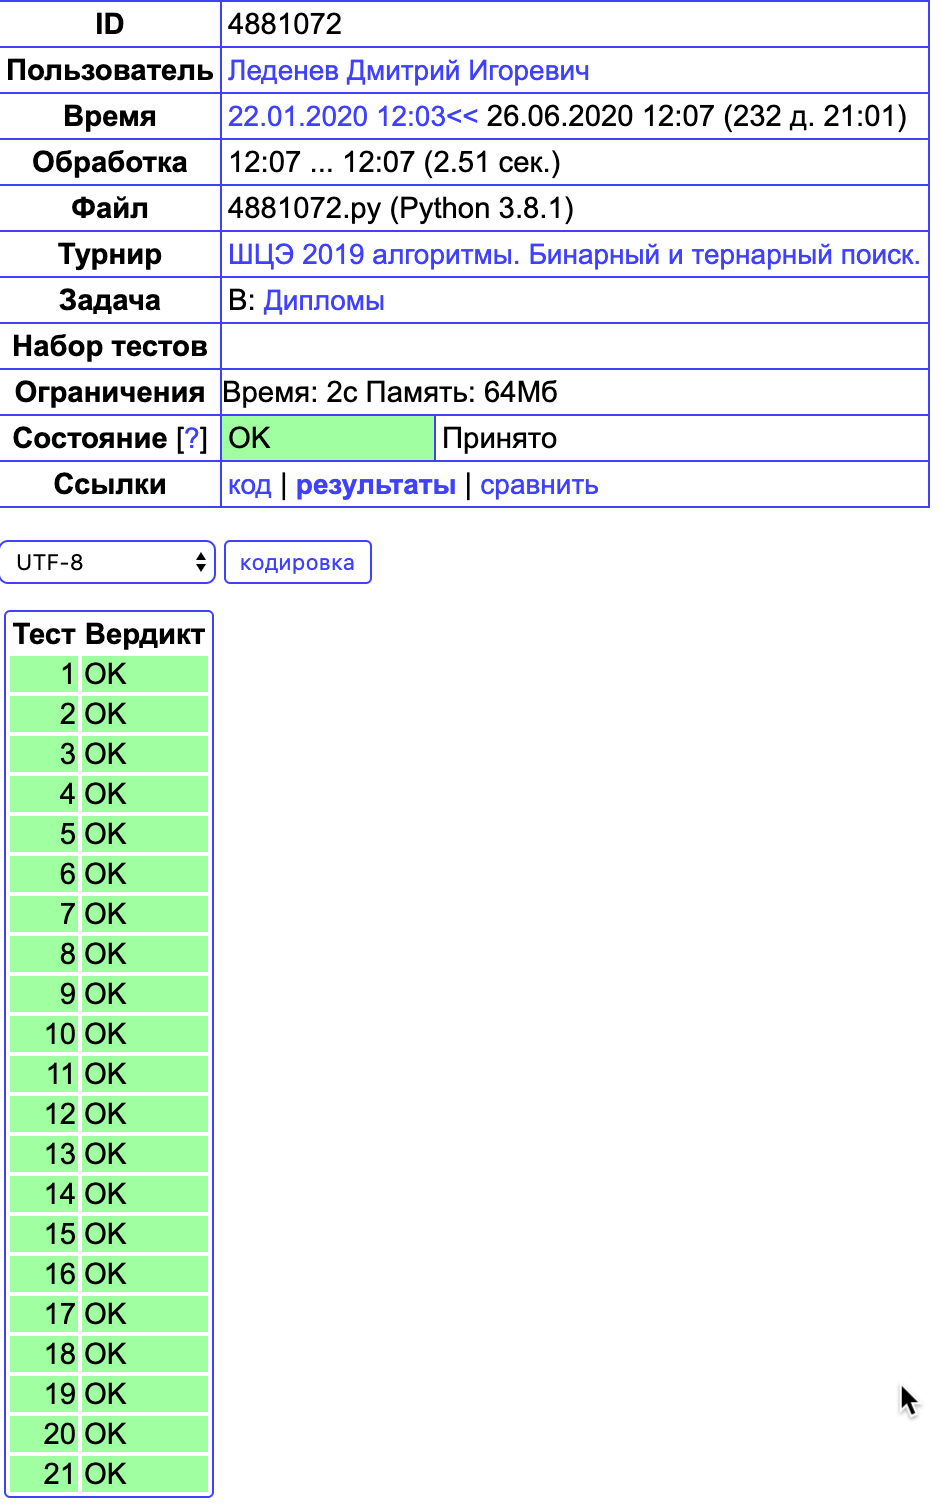 ID 4881072
Пользователь Леденев Дмитрий Игоревич
Время 22.01.2020 12:03<< 26.06.2020 12:07 (232 д. 21:01)
Обработка 12:07 ... 12:07 (2.51 сек.)
Файл 4881072.py (Python 3.8.1)
Турнир ШЦЭ 2019 алгоритмы. Бинарный и тернарный поиск.
Задача B: Дипломы
Набор тестов
Ограничения Время: 2с Память: 64Мб
Состояние [?] OK Принято
Ссылки код | результаты | сравнить
UTF-8 кодировка
Тест Вердикт
1 OK
2 OK
3 OK
4 OK
5 OK
6 OK
7 OK
8 OK
9 OK
10 OK
11 OK
12 OK
13 OK
14 OK
15 OK
16 OK
17 OK
18 OK
19 OK
20 OK
21 OK